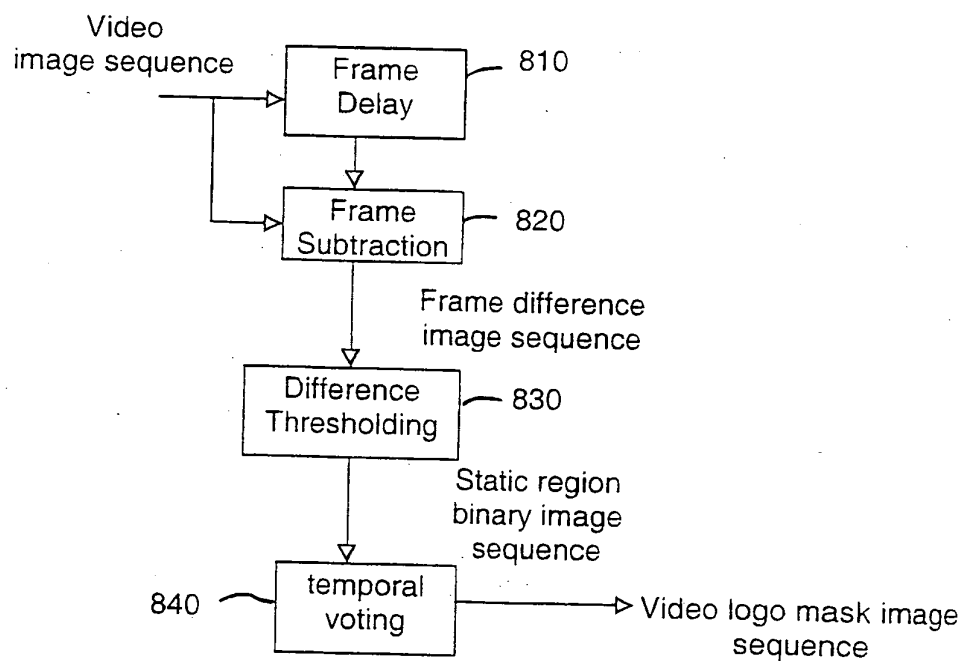 Video
image sequence
Frame
Delay
810
Frame
Subtraction
820
Frame difference
image sequence
Difference
Thresholding
830
Static region
binary image
sequence
temporal
voting
840
Video logo mask image
sequence